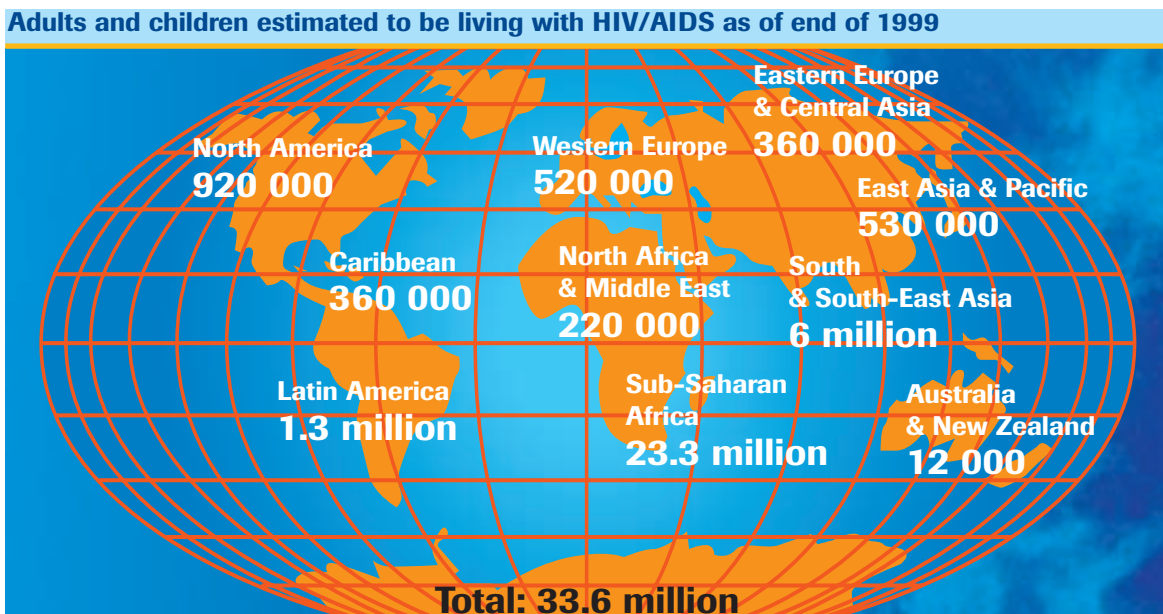 Adults and children estimated to be living with HIV/AIDS as of end of 1999
Eastern Europe
& Central Asia
360 000
North America
920 000
Western Europe
520 000
East Asia & Pacific
530 000
Caribbean
360 000
North Africa
& Middle East
220 000
South
& South-East Asia
6 million
Latin America
1.3 million
Sub-Saharan
Africa
23.3 million
Australia
& New Zealand
12 000
Total: 33.6 million